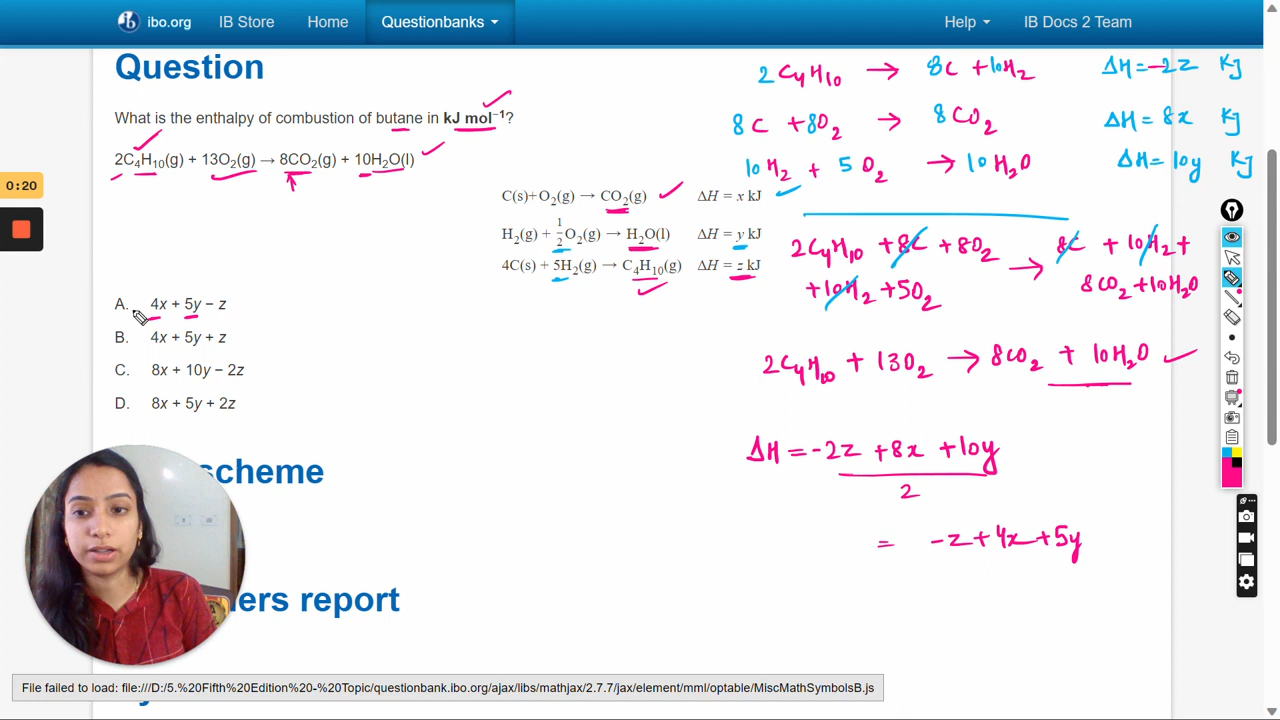 ibo.org IB Store Home Questionbanks Help IB Docs 2 Team
Question
What is the enthalpy of combustion of butane in kJ mol⁻¹?
2C₄H₁₀(g) + 13O₂(g) → 8CO₂(g) + 10H₂O(l)
C(s)+O₂(g) → CO₂(g) ΔH = x kJ
H₂(g) + 1/2 O₂(g) → H₂O(l) ΔH = y kJ
4C(s) + 5H₂(g) → C₄H₁₀(g) ΔH = z kJ
A. 4x + 5y − z
B. 4x + 5y + z
C. 8x + 10y − 2z
D. 8x + 5y + 2z
scheme
ers report
2C₄H₁₀ → 8C + 10H₂ ΔH = -2z KJ
8C + 8O₂ → 8CO₂ ΔH = 8x KJ
10H₂ + 5O₂ → 10H₂O ΔH = 10y KJ
2C₄H₁₀ + 8C + 8O₂ → 8C + 10H₂ +
+10H₂ + 5O₂ 8CO₂ + 10H₂O
2C₄H₁₀ + 13O₂ → 8CO₂ + 10H₂O
ΔH = -2z + 8x + 10y
2
= -z + 4x + 5y
0:20
File failed to load: file:///D:/5.%20Fifth%20Edition%20-%20Topic/questionbank.ibo.org/ajax/libs/mathjax/2.7.7/jax/element/mml/optable/MiscMathSymbolsB.js